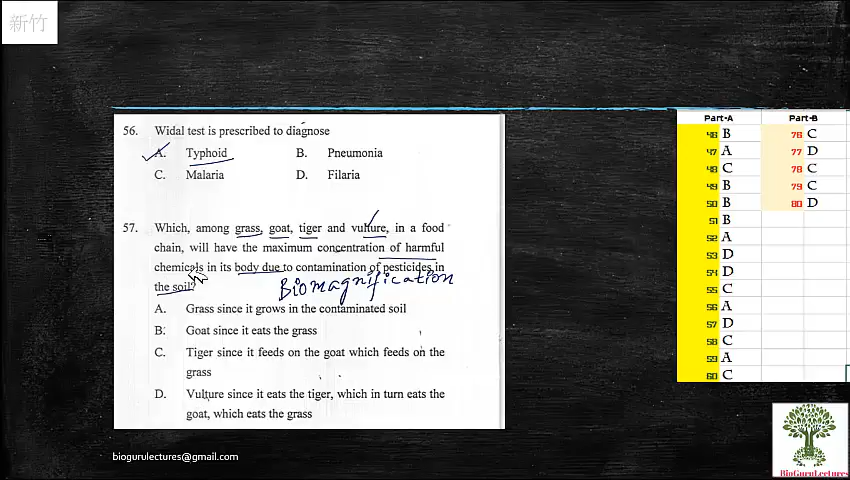 新竹
56. Widal test is prescribed to diagnose
A. Typhoid B. Pneumonia
C. Malaria D. Filaria
57. Which, among grass, goat, tiger and vulture, in a food
chain, will have the maximum concentration of harmful
chemicals in its body due to contamination of pesticides in
the soil?
Biomagnification
A. Grass since it grows in the contaminated soil
B. Goat since it eats the grass
C. Tiger since it feeds on the goat which feeds on the
grass
D. Vulture since it eats the tiger, which in turn eats the
goat, which eats the grass
Part-A Part-B
46 B 76 C
47 A 77 D
48 C 78 C
49 B 79 C
50 B 80 D
51 B
52 A
53 D
54 D
55 C
56 A
57 D
58 C
59 A
60 C
biogurulectures@gmail.com
BioGuruLectures